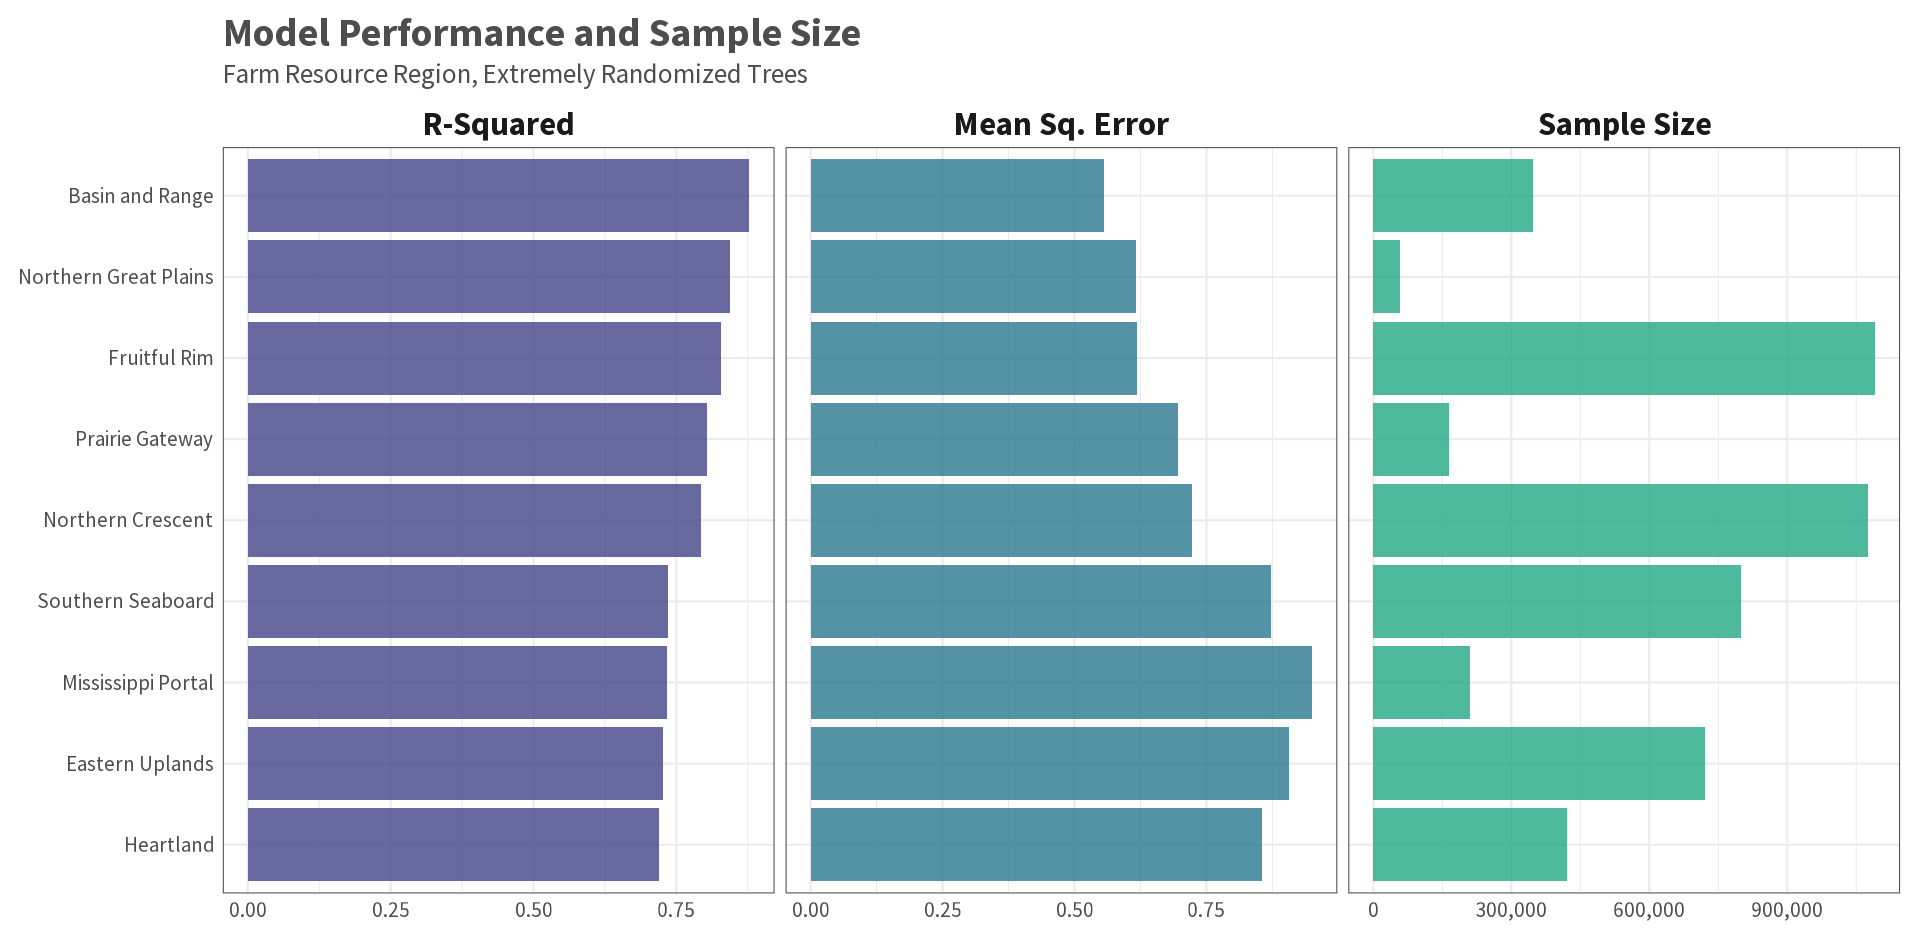 Model Performance and Sample Size
Farm Resource Region, Extremely Randomized Trees
R-Squared
Mean Sq. Error
Sample Size
Basin and Range
Northern Great Plains
Fruitful Rim
Prairie Gateway
Northern Crescent
Southern Seaboard
Mississippi Portal
Eastern Uplands
Heartland
0.00 0.25 0.50 0.75
0.00 0.25 0.50 0.75
0 300,000 600,000 900,000